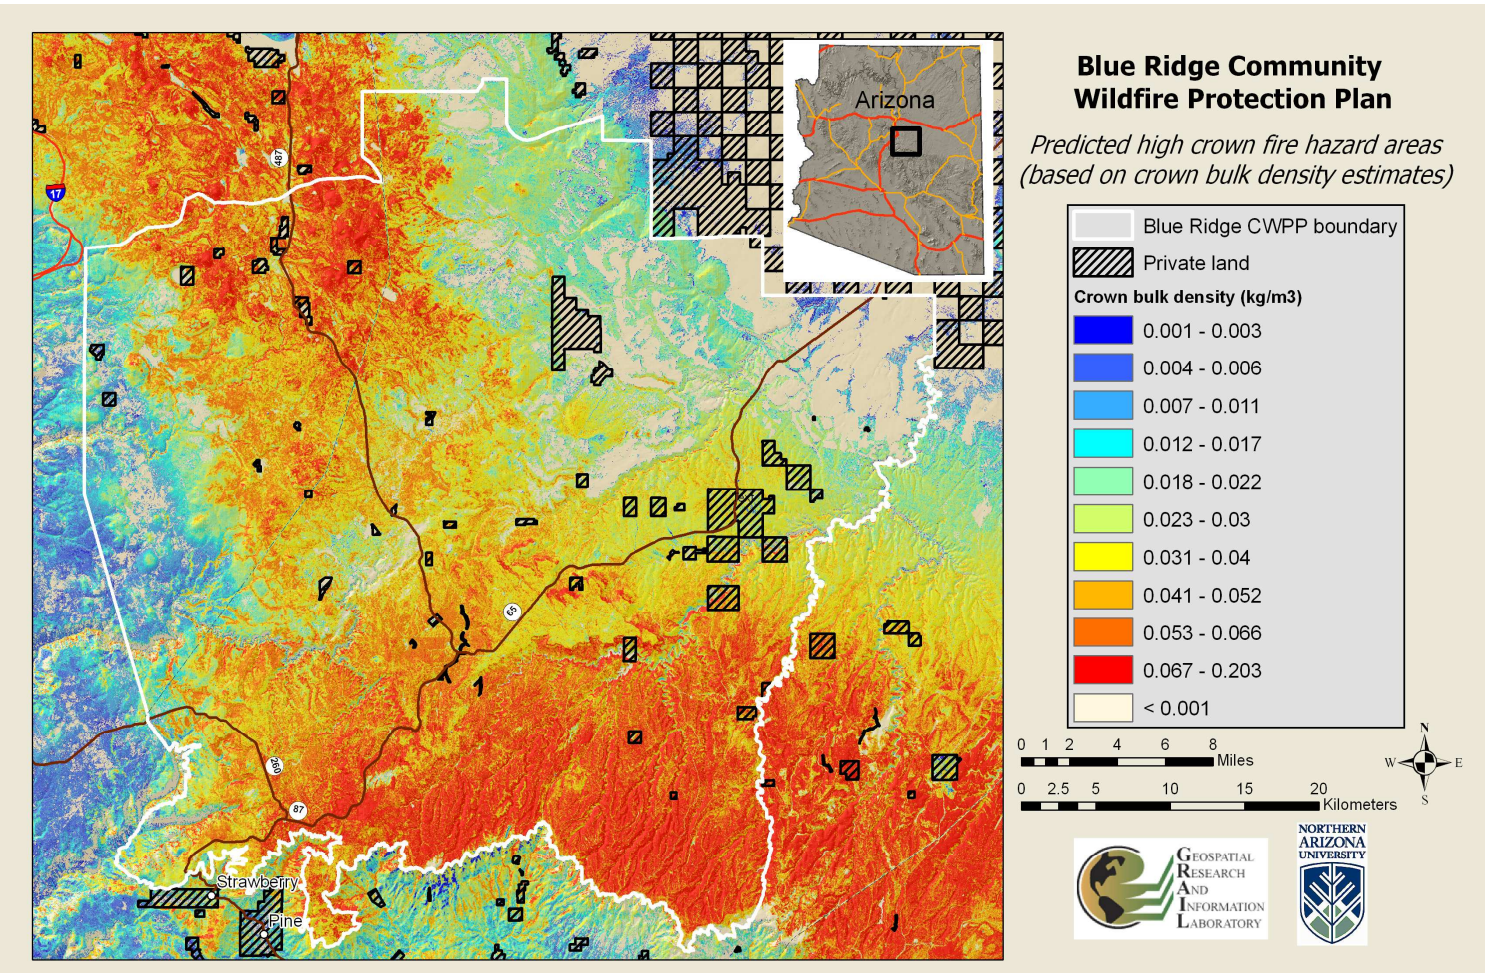 Blue Ridge Community
Wildfire Protection Plan
Predicted high crown fire hazard areas
(based on crown bulk density estimates)
Blue Ridge CWPP boundary
Private land
Crown bulk density (kg/m3)
0.001 - 0.003
0.004 - 0.006
0.007 - 0.011
0.012 - 0.017
0.018 - 0.022
0.023 - 0.03
0.031 - 0.04
0.041 - 0.052
0.053 - 0.066
0.067 - 0.203
< 0.001
0 1 2 4 6 8
Miles
0 2.5 5 10 15 20
Kilometers
N
W E
S
GEOSPATIAL
RESEARCH
AND
INFORMATION
LABORATORY
NORTHERN
ARIZONA
UNIVERSITY
Arizona
487
17
65
260
87
Strawberry
Pine